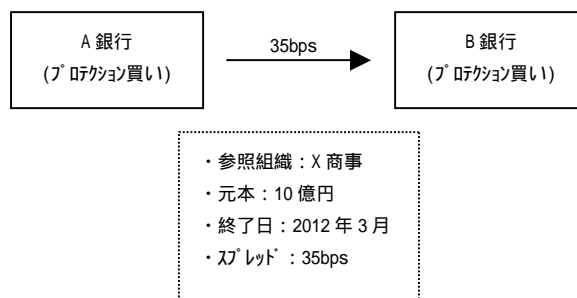 A 銀行
(ﾌﾟﾛﾃｸｼｮﾝ買い)
35bps
B 銀行
(ﾌﾟﾛﾃｸｼｮﾝ買い)
・参照組織：X 商事
・元本：10 億円
・終了日：2012 年 3 月
・ｽﾌﾟﾚｯﾄﾞ：35bps